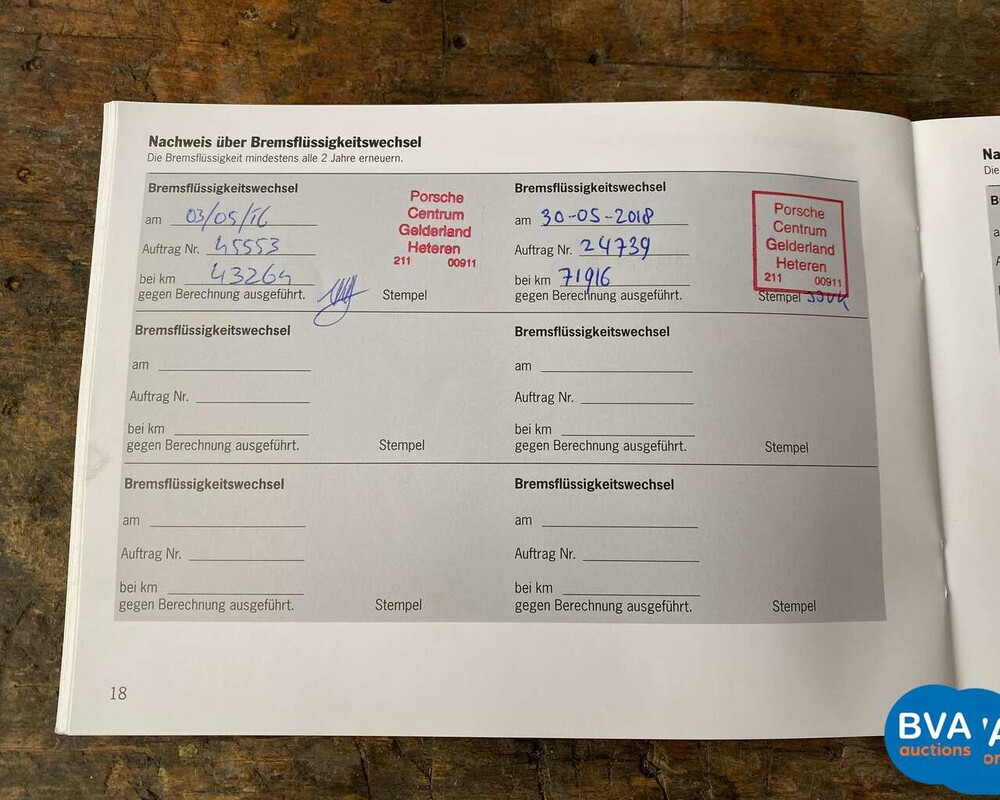 Nachweis über Bremsflüssigkeitswechsel
Die Bremsflüssigkeit mindestens alle 2 Jahre erneuern.
Bremsflüssigkeitswechsel
am 03/05/16
Auftrag Nr. 45553
bei km 43264
gegen Berechnung ausgeführt.
Stempel
Porsche
Centrum
Gelderland
Heteren
211 00911
Bremsflüssigkeitswechsel
am 30-05-2018
Auftrag Nr. 24739
bei km 71916
gegen Berechnung ausgeführt.
Stempel
Porsche
Centrum
Gelderland
Heteren
211 00911
Bremsflüssigkeitswechsel
am
Auftrag Nr.
bei km
gegen Berechnung ausgeführt.
Stempel
Bremsflüssigkeitswechsel
am
Auftrag Nr.
bei km
gegen Berechnung ausgeführt.
Stempel
Bremsflüssigkeitswechsel
am
Auftrag Nr.
bei km
gegen Berechnung ausgeführt.
Stempel
Bremsflüssigkeitswechsel
am
Auftrag Nr.
bei km
gegen Berechnung ausgeführt.
Stempel
18
Na
Die
BVA
auctions